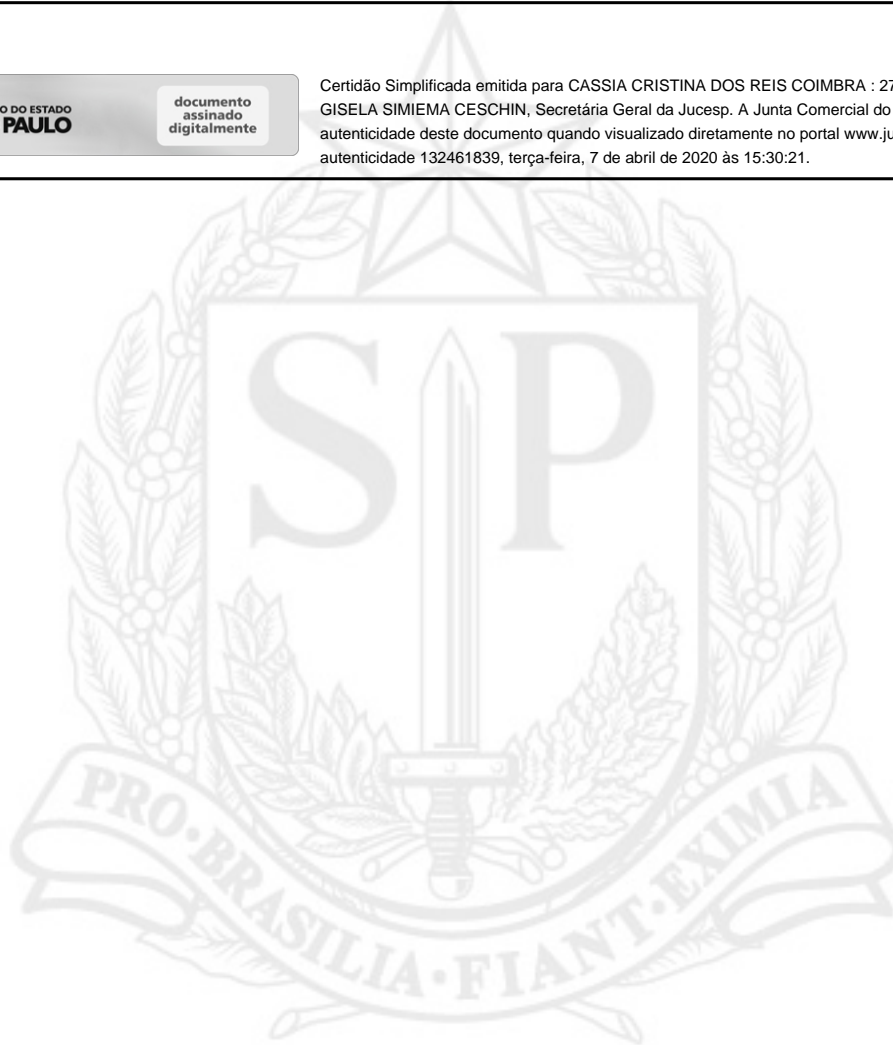 O DO ESTADO
PAULO
documento
assinado
digitalmente
Certidão Simplificada emitida para CASSIA CRISTINA DOS REIS COIMBRA : 27
GISELA SIMIEMA CESCHIN, Secretária Geral da Jucesp. A Junta Comercial do
autenticidade deste documento quando visualizado diretamente no portal www.ju
autenticidade 132461839, terça-feira, 7 de abril de 2020 às 15:30:21.
S P
PRO·BRASILIA·FIANT·EXIMIA